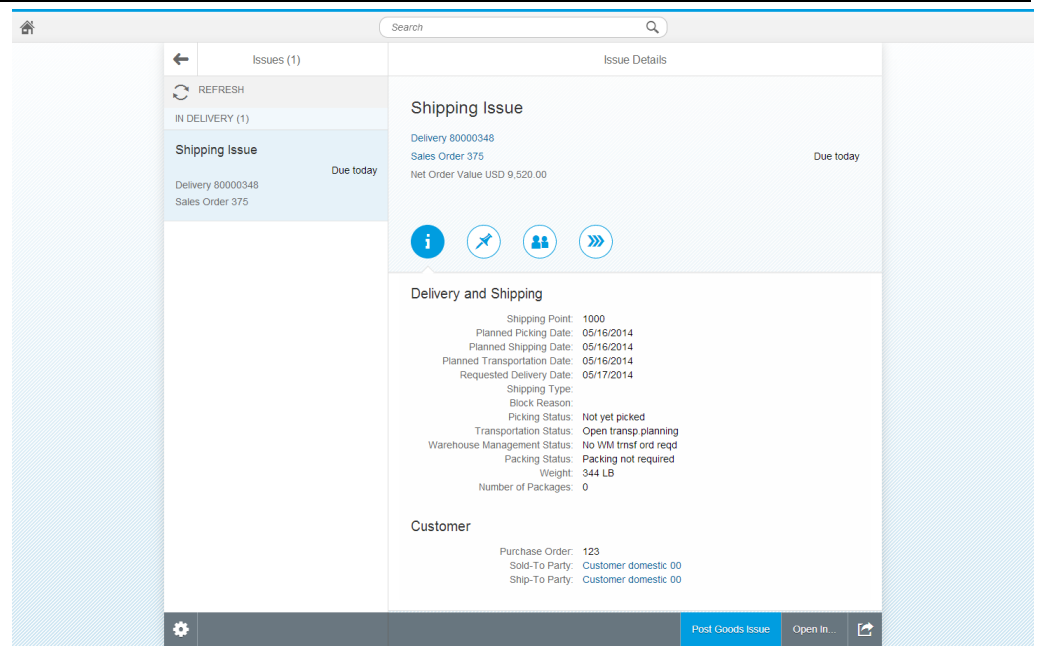 Search
Issues (1)
Issue Details
REFRESH
IN DELIVERY (1)
Shipping Issue
Due today
Delivery 80000348
Sales Order 375
Shipping Issue
Delivery 80000348
Sales Order 375
Due today
Net Order Value USD 9,520.00
Delivery and Shipping
Shipping Point: 1000
Planned Picking Date: 05/16/2014
Planned Shipping Date: 05/16/2014
Planned Transportation Date: 05/16/2014
Requested Delivery Date: 05/17/2014
Shipping Type:
Block Reason:
Picking Status: Not yet picked
Transportation Status: Open transp.planning
Warehouse Management Status: No WM trnsf ord reqd
Packing Status: Packing not required
Weight: 344 LB
Number of Packages: 0
Customer
Purchase Order: 123
Sold-To Party: Customer domestic 00
Ship-To Party: Customer domestic 00
Post Goods Issue
Open In...